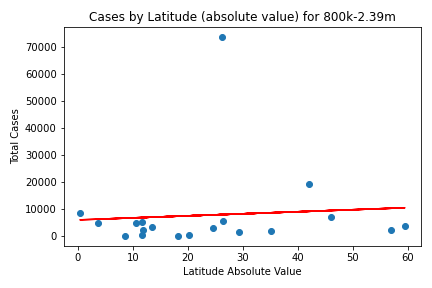 Cases by Latitude (absolute value) for 800k-2.39m
70000
60000
50000
40000
30000
20000
10000
0
Total Cases
0 10 20 30 40 50 60
Latitude Absolute Value